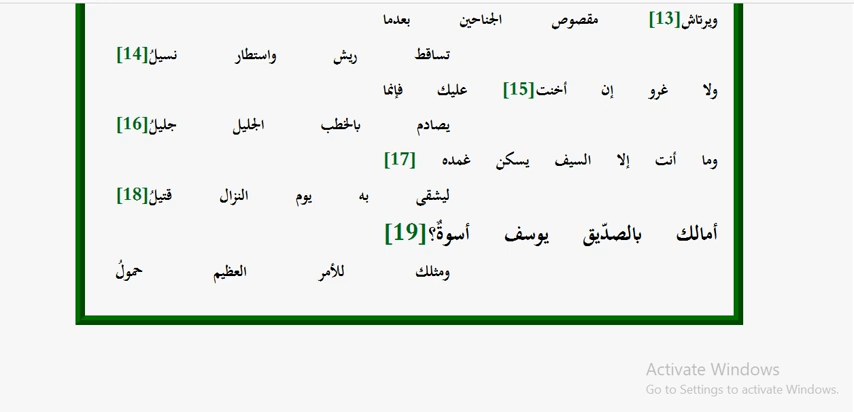 ويرتاش[13] مقصوص الجناحين بعدما
تساقط ريش واستطار نسيلُ[14]
ولا غرو إن أخنت[15] عليك فإنما
يصادم بالخطب الجليل جليلُ[16]
وما أنت إلا السيف يسكن غمده [17]
ليشقى به يوم النزال قتيلُ[18]
أمالك بالصدّيق يوسف أسوةٌ؟[19]
ومثلك للأمر العظيم حمولُ
Activate Windows
Go to Settings to activate Windows.